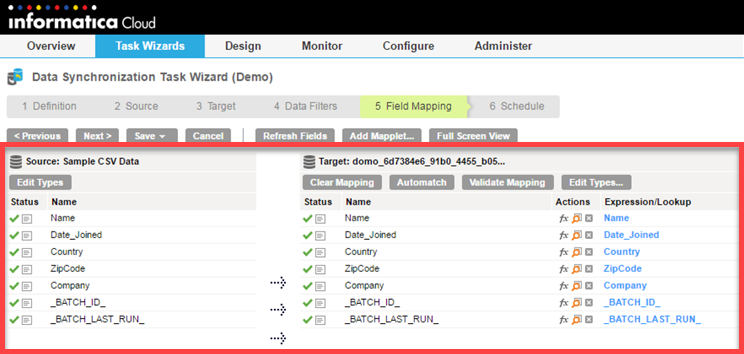 informatica Cloud
Overview Task Wizards Design Monitor Configure Administer
Data Synchronization Task Wizard (Demo)
1 Definition 2 Source 3 Target 4 Data Filters 5 Field Mapping 6 Schedule
< Previous Next > Save Cancel Refresh Fields Add Mapplet... Full Screen View
Source: Sample CSV Data Target: domo_6d7384e6_91b0_4455_b05...
Edit Types Clear Mapping Automatch Validate Mapping Edit Types...
Status Name Status Name Actions Expression/Lookup
Name Name fx Name
Date_Joined Date_Joined fx Date_Joined
Country Country fx Country
ZipCode ZipCode fx ZipCode
Company Company fx Company
_BATCH_ID_ _BATCH_ID_ fx _BATCH_ID_
_BATCH_LAST_RUN_ _BATCH_LAST_RUN_ fx _BATCH_LAST_RUN_